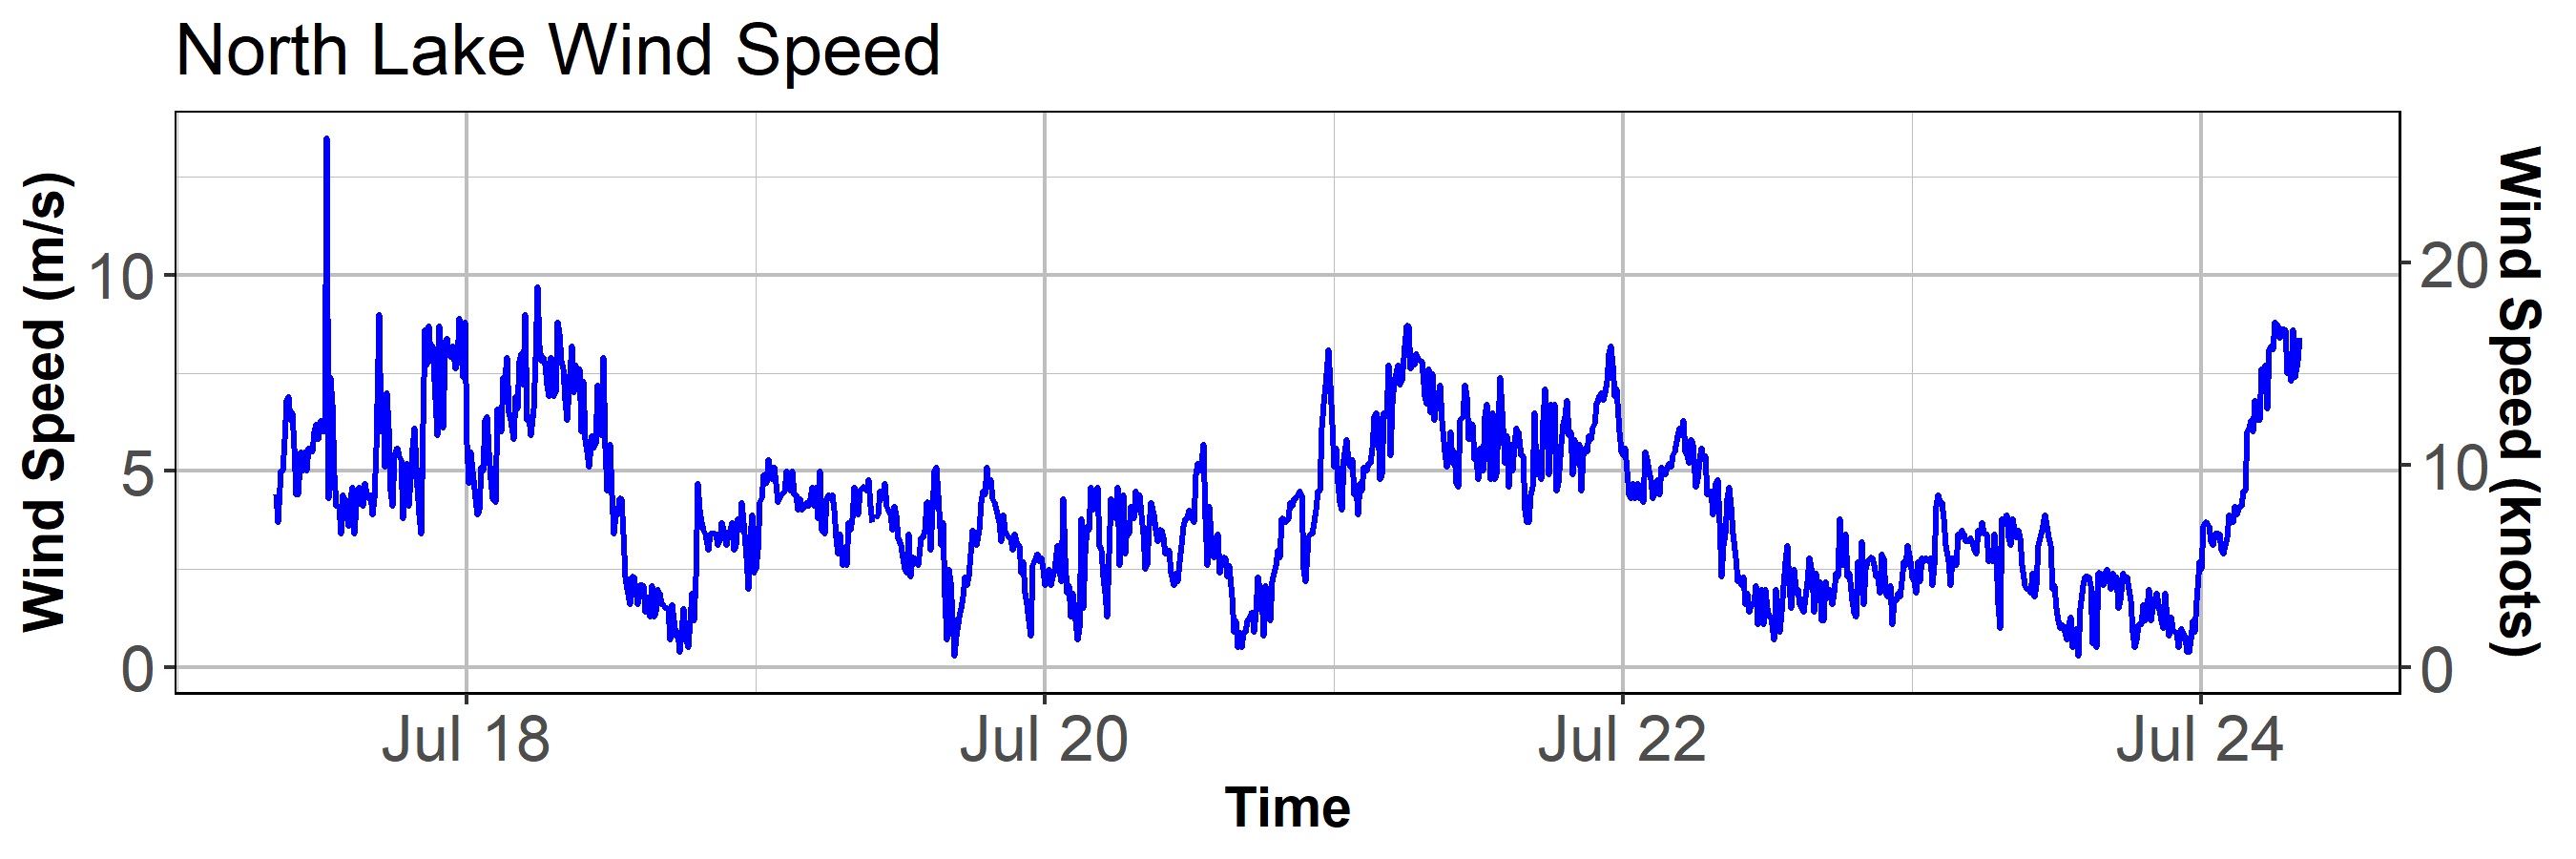 North Lake Wind Speed
Wind Speed (m/s)
10
5
0
20
10
0
Wind Speed (knots)
Jul 18
Jul 20
Jul 22
Jul 24
Time